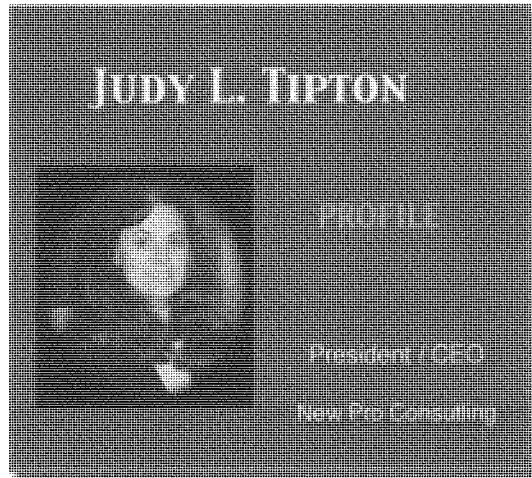 JUDY L. TIPTON
PROFILE
President / CEO
New Pro Consulting